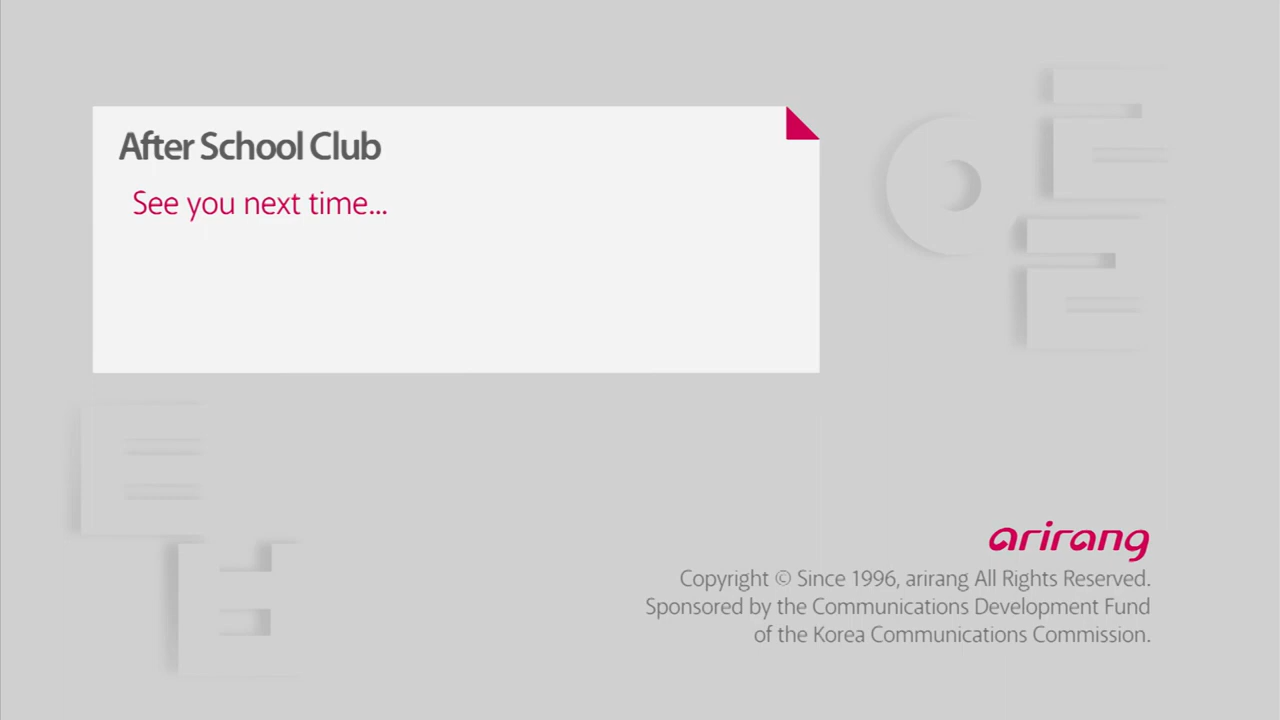 After School Club
See you next time...
arirang
Copyright © Since 1996, arirang All Rights Reserved.
Sponsored by the Communications Development Fund
of the Korea Communications Commission.